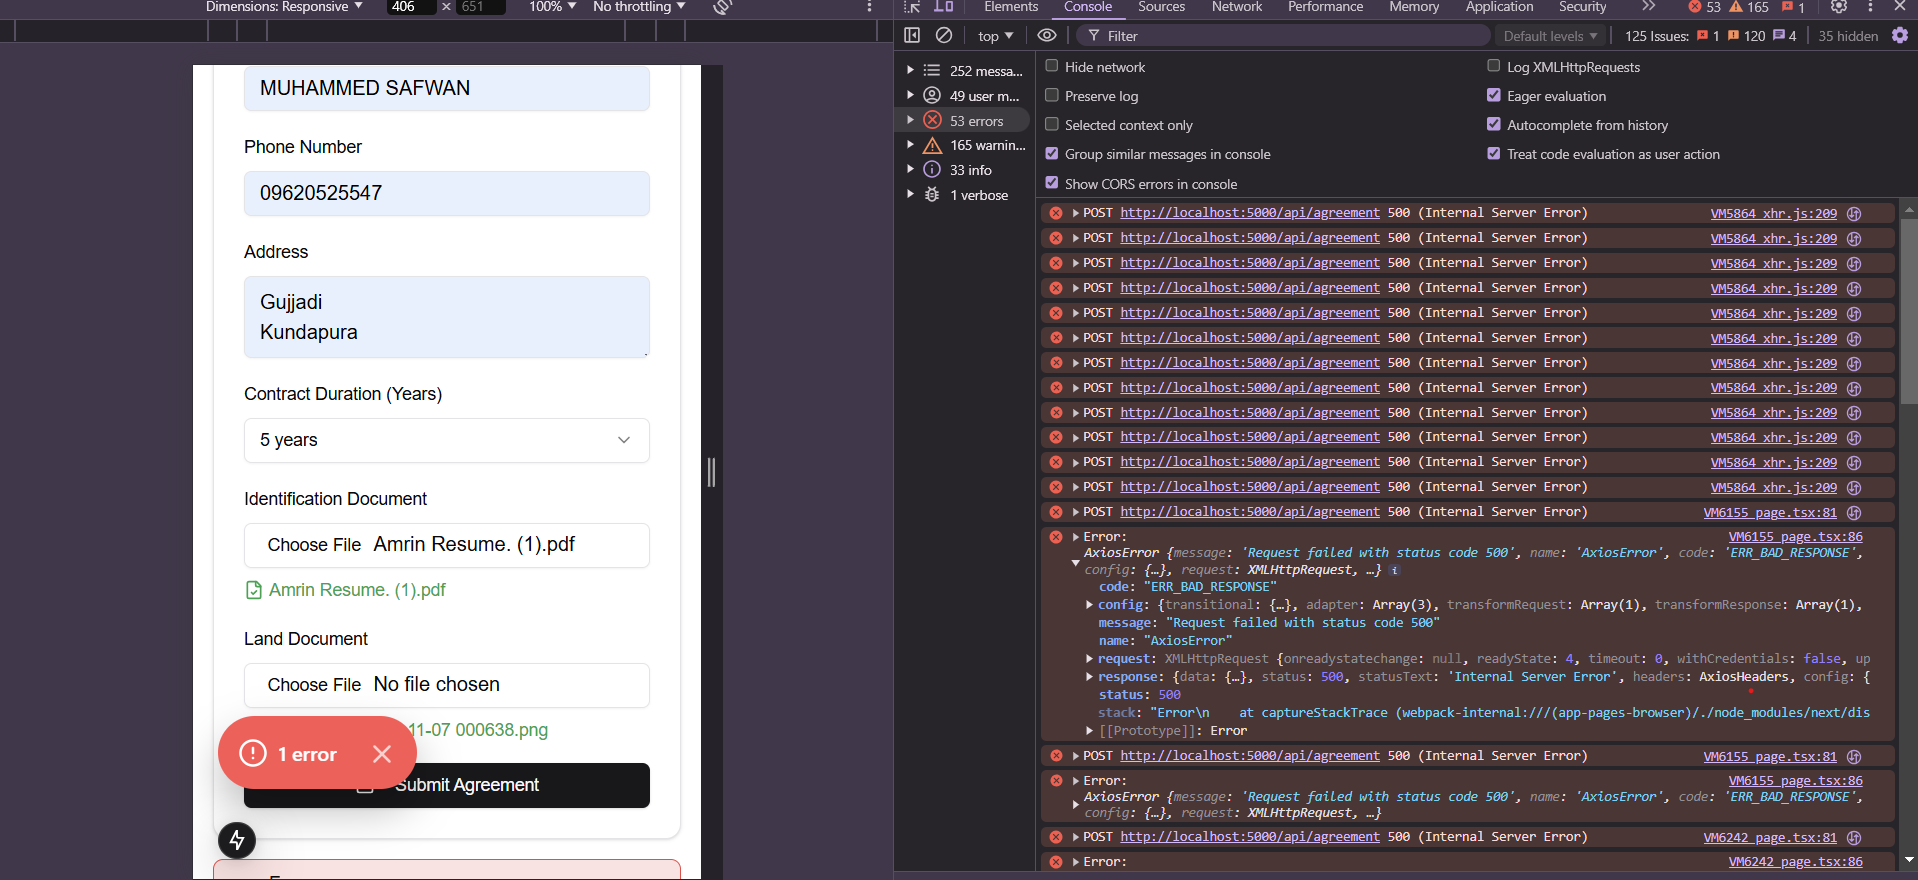 Dimensions: Responsive ▼ 406 × 651 100% ▼ No throttling ▼
MUHAMMED SAFWAN
Phone Number
09620525547
Address
Gujjadi
Kundapura
Contract Duration (Years)
5 years
Identification Document
Choose File Amrin Resume. (1).pdf
Amrin Resume. (1).pdf
Land Document
Choose File No file chosen
11-07 000638.png
1 error
Submit Agreement
Elements Console Sources Network Performance Memory Application Security 53 165 1
top ▼ Filter Default levels ▼ 125 Issues: 1 120 4 35 hidden
252 messa...
49 user m...
53 errors
165 warnin...
33 info
1 verbose
Hide network
Log XMLHttpRequests
Preserve log
Eager evaluation
Selected context only
Autocomplete from history
Group similar messages in console
Treat code evaluation as user action
Show CORS errors in console
POST http://localhost:5000/api/agreement 500 (Internal Server Error) VM5864 xhr.js:209
POST http://localhost:5000/api/agreement 500 (Internal Server Error) VM5864 xhr.js:209
POST http://localhost:5000/api/agreement 500 (Internal Server Error) VM5864 xhr.js:209
POST http://localhost:5000/api/agreement 500 (Internal Server Error) VM5864 xhr.js:209
POST http://localhost:5000/api/agreement 500 (Internal Server Error) VM5864 xhr.js:209
POST http://localhost:5000/api/agreement 500 (Internal Server Error) VM5864 xhr.js:209
POST http://localhost:5000/api/agreement 500 (Internal Server Error) VM5864 xhr.js:209
POST http://localhost:5000/api/agreement 500 (Internal Server Error) VM5864 xhr.js:209
POST http://localhost:5000/api/agreement 500 (Internal Server Error) VM5864 xhr.js:209
POST http://localhost:5000/api/agreement 500 (Internal Server Error) VM5864 xhr.js:209
POST http://localhost:5000/api/agreement 500 (Internal Server Error) VM5864 xhr.js:209
POST http://localhost:5000/api/agreement 500 (Internal Server Error) VM5864 xhr.js:209
POST http://localhost:5000/api/agreement 500 (Internal Server Error) VM6155 page.tsx:81
Error: VM6155 page.tsx:86
AxiosError {message: 'Request failed with status code 500', name: 'AxiosError', code: 'ERR_BAD_RESPONSE',
config: {…}, request: XMLHttpRequest, …}
code: "ERR_BAD_RESPONSE"
config: {transitional: {…}, adapter: Array(3), transformRequest: Array(1), transformResponse: Array(1),
message: "Request failed with status code 500"
name: "AxiosError"
request: XMLHttpRequest {onreadystatechange: null, readyState: 4, timeout: 0, withCredentials: false, up
response: {data: {…}, status: 500, statusText: 'Internal Server Error', headers: AxiosHeaders, config: {
status: 500
stack: "Error\n    at captureStackTrace (webpack-internal:///(app-pages-browser)/./node_modules/next/dis
[[Prototype]]: Error
POST http://localhost:5000/api/agreement 500 (Internal Server Error) VM6155 page.tsx:81
Error: VM6155 page.tsx:86
AxiosError {message: 'Request failed with status code 500', name: 'AxiosError', code: 'ERR_BAD_RESPONSE',
config: {…}, request: XMLHttpRequest, …}
POST http://localhost:5000/api/agreement 500 (Internal Server Error) VM6242 page.tsx:81
Error: VM6242 page.tsx:86